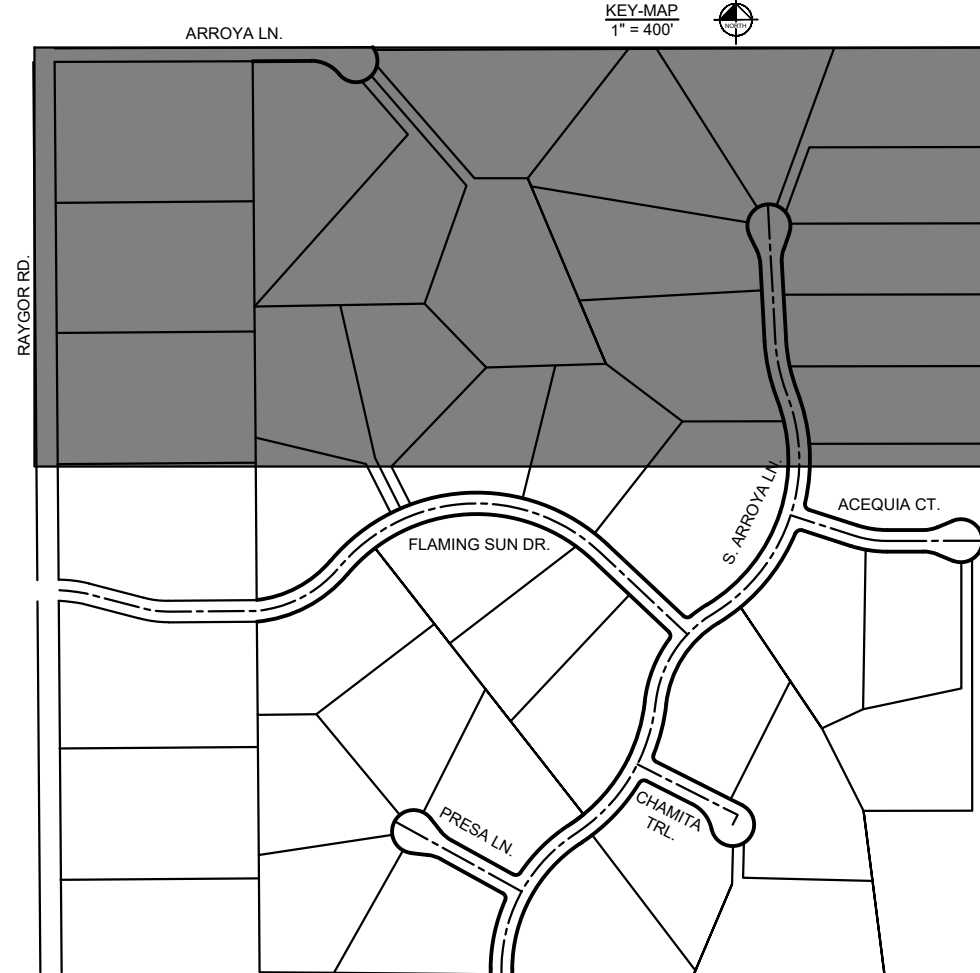 KEY-MAP
1" = 400'
NORTH
ARROYA LN.
RAYGOR RD.
S. ARROYA LN.
ACEQUIA CT.
FLAMING SUN DR.
CHAMITA
TRL.
PRESA LN.